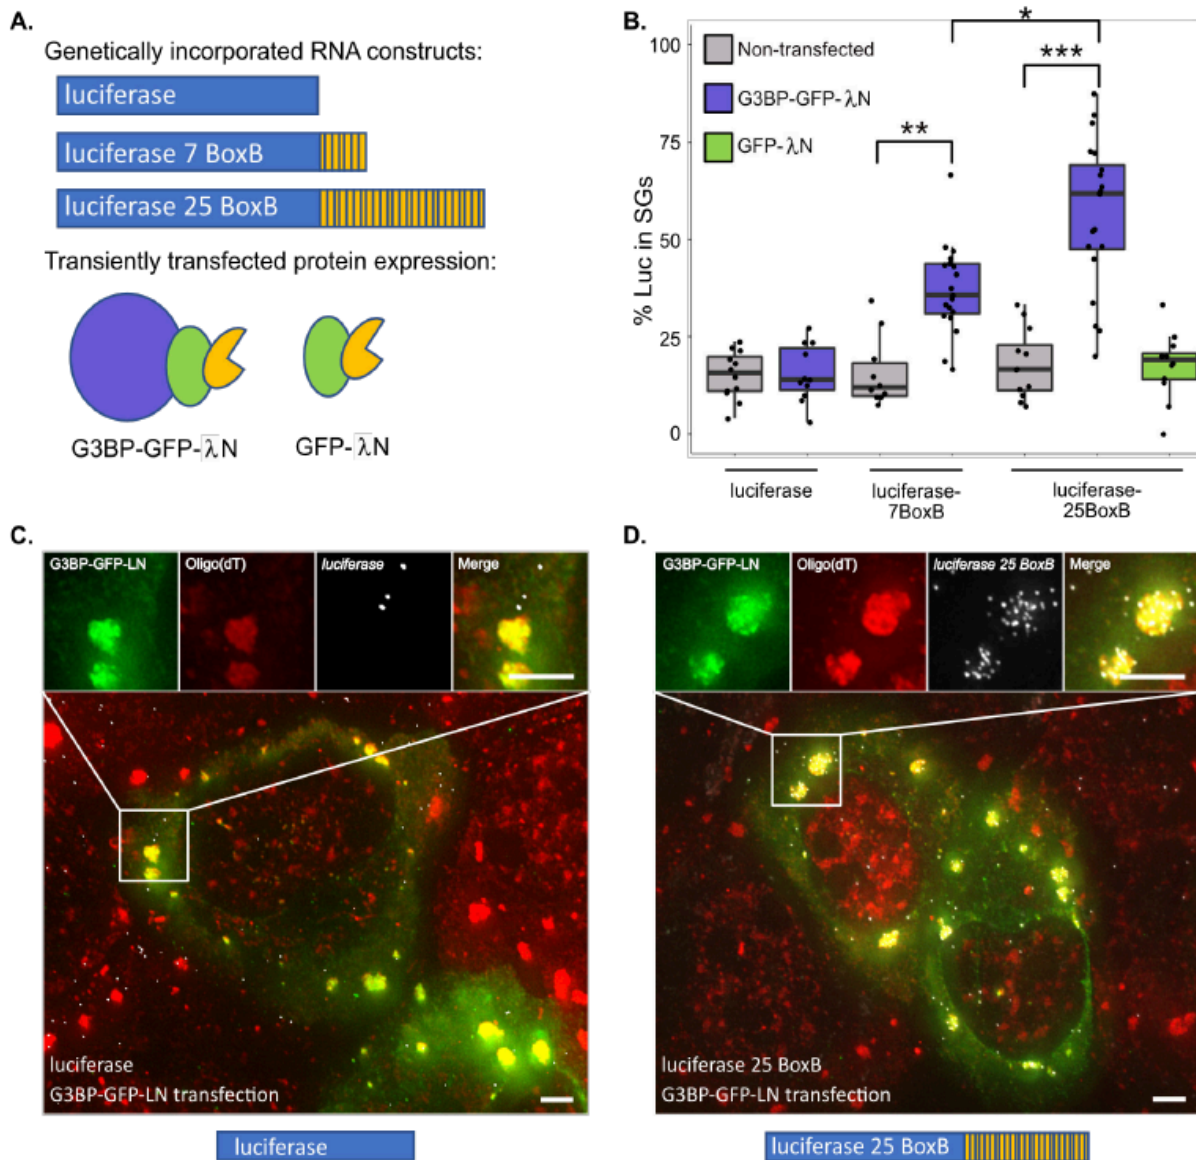 A.
Genetically incorporated RNA constructs:
luciferase
luciferase 7 BoxB
luciferase 25 BoxB
Transiently transfected protein expression:
G3BP-GFP-λN
GFP-λN
B.
% Luc in SGs
100
75
50
25
0
Non-transfected
G3BP-GFP-λN
GFP-λN
**
***
*
luciferase
luciferase-
7BoxB
luciferase-
25BoxB
C.
G3BP-GFP-LN
Oligo(dT)
luciferase
Merge
luciferase
G3BP-GFP-LN transfection
luciferase
D.
G3BP-GFP-LN
Oligo(dT)
luciferase 25 BoxB
Merge
luciferase 25 BoxB
G3BP-GFP-LN transfection
luciferase 25 BoxB